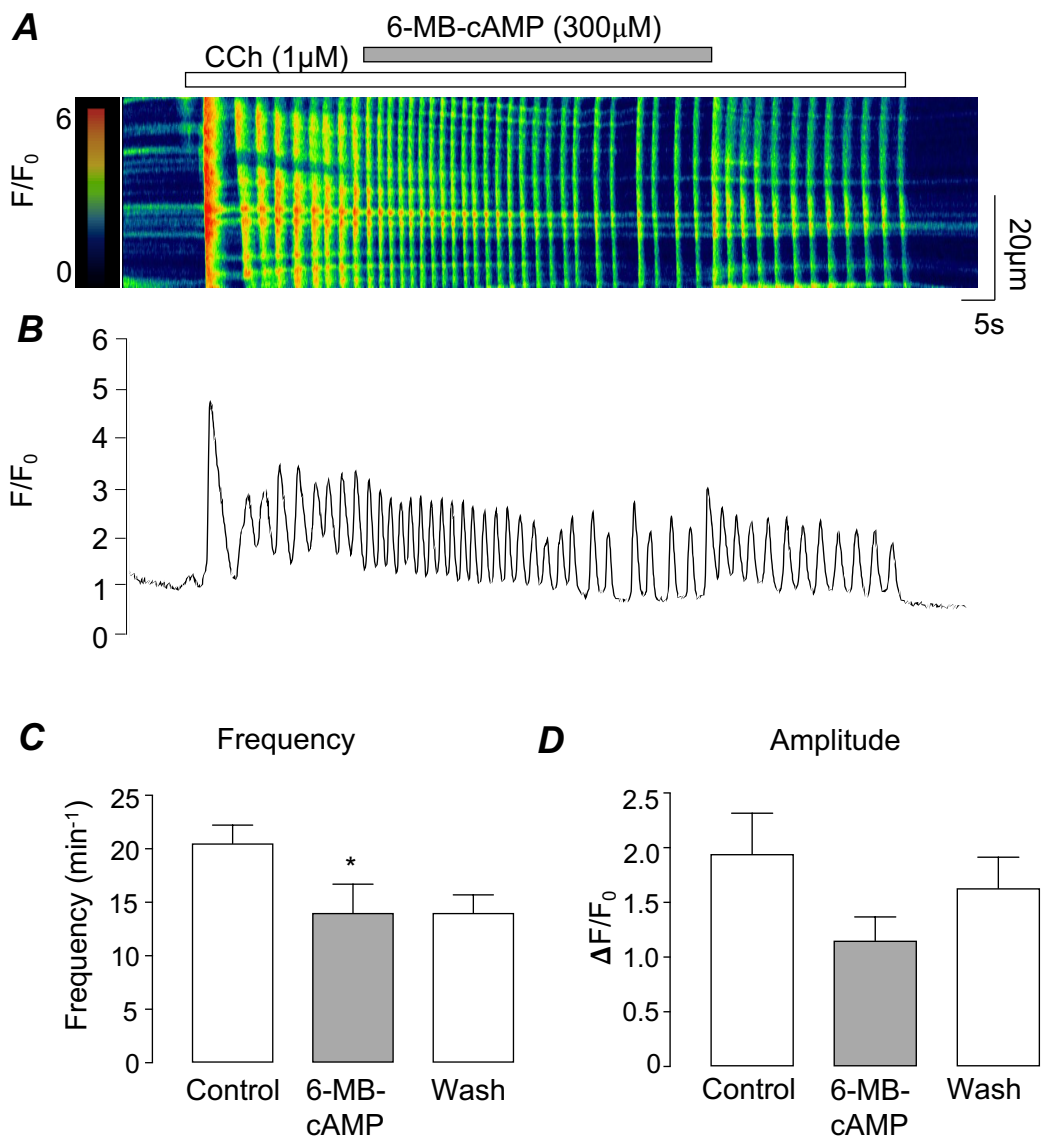 A
6-MB-cAMP (300µM)
CCh (1µM)
6
F/F0
0
20µm
5s
B
6
5
4
3
2
1
0
F/F0
C
Frequency
Frequency (min-1)
25
20
15
10
5
0
*
Control
6-MB-
cAMP
Wash
D
Amplitude
ΔF/F0
2.5
2.0
1.5
1.0
0.5
0
Control
6-MB-
cAMP
Wash